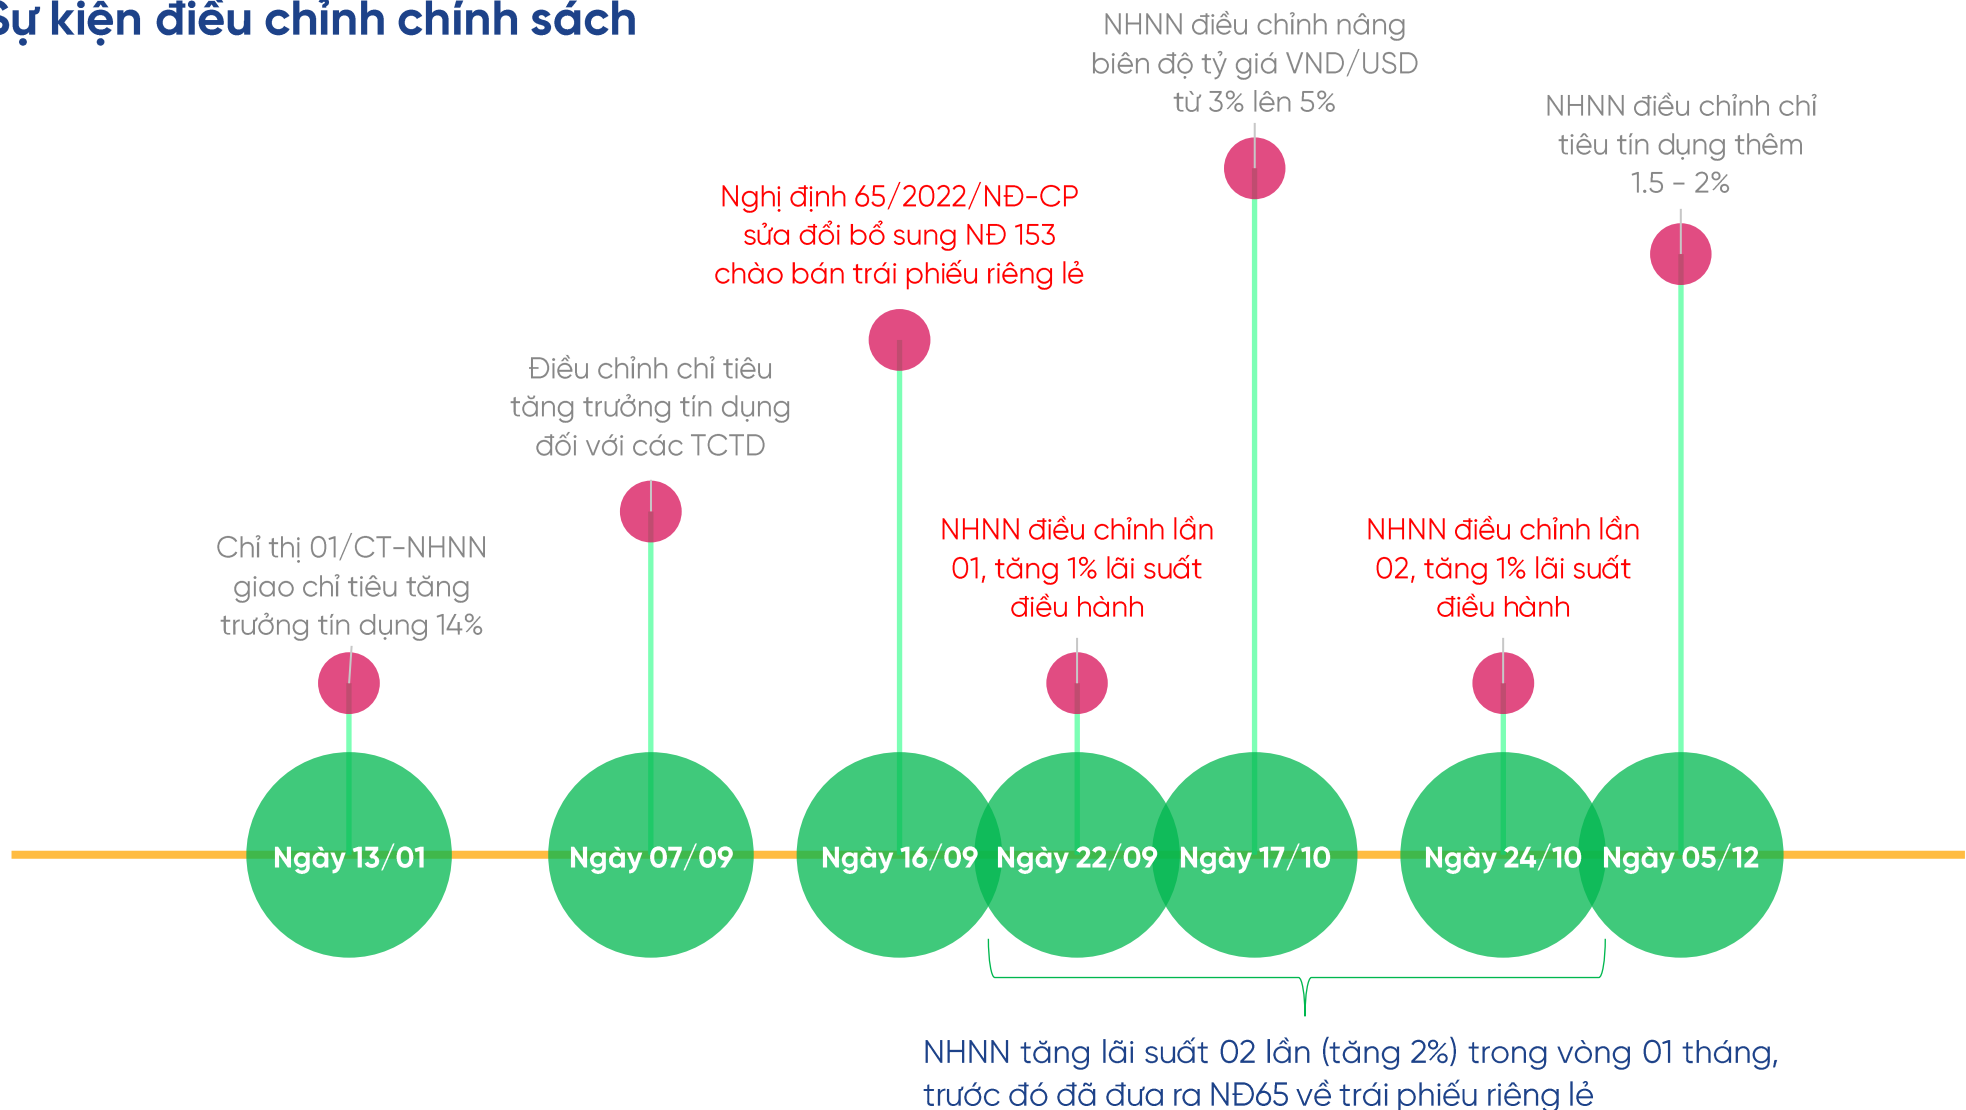 Sự kiện điều chỉnh chính sách
NHNN điều chỉnh nâng
biên độ tỷ giá VND/USD
từ 3% lên 5%
NHNN điều chỉnh chỉ
tiêu tín dụng thêm
1.5 - 2%
Nghị định 65/2022/NĐ-CP
sửa đổi bổ sung NĐ 153
chào bán trái phiếu riêng lẻ
Điều chỉnh chỉ tiêu
tăng trưởng tín dụng
đối với các TCTD
Chỉ thị 01/CT-NHNN
giao chỉ tiêu tăng
trưởng tín dụng 14%
NHNN điều chỉnh lần
01, tăng 1% lãi suất
điều hành
NHNN điều chỉnh lần
02, tăng 1% lãi suất
điều hành
Ngày 13/01
Ngày 07/09
Ngày 16/09
Ngày 22/09
Ngày 17/10
Ngày 24/10
Ngày 05/12
NHNN tăng lãi suất 02 lần (tăng 2%) trong vòng 01 tháng,
trước đó đã đưa ra NĐ65 về trái phiếu riêng lẻ